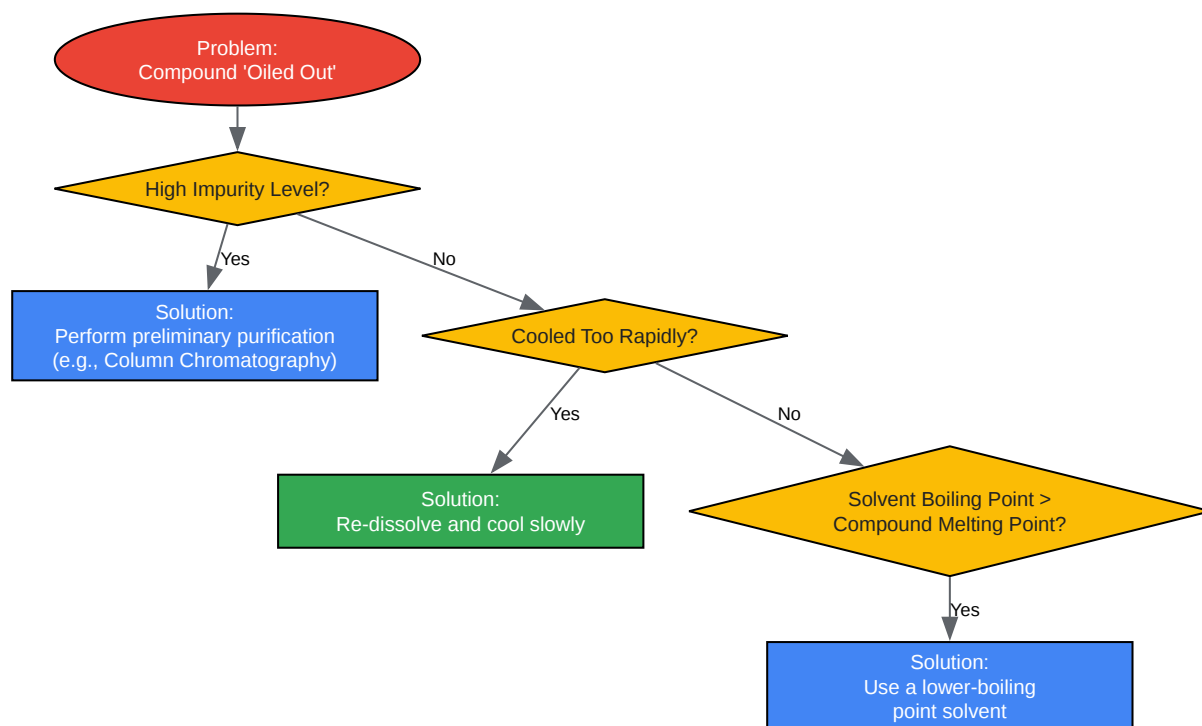 Problem:
Compound 'Oiled Out'
High Impurity Level?
Yes
No
Solution:
Perform preliminary purification
(e.g., Column Chromatography)
Cooled Too Rapidly?
Yes
No
Solution:
Re-dissolve and cool slowly
Solvent Boiling Point >
Compound Melting Point?
Yes
Solution:
Use a lower-boiling
point solvent